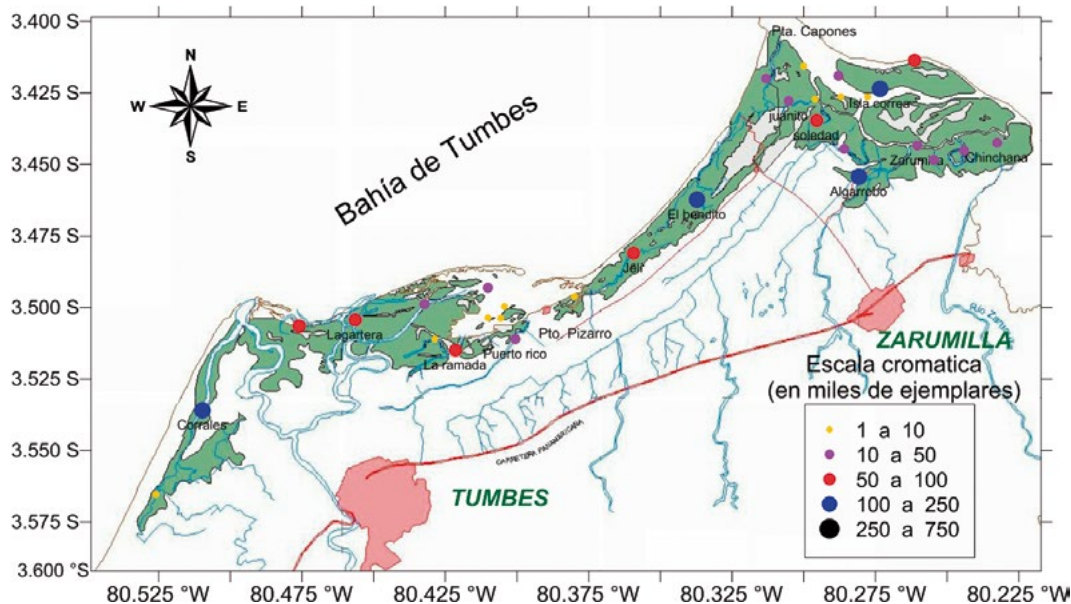 3.400 S
3.425 S
3.450 S
3.475 S
3.500 S
3.525 S
3.550 S
3.575 S
3.600 °S
N
W E
S
Bahía de Tumbes
Pta. Capones
Isla correa
juanito
soledad
Zarumilla
Chinchana
Algarrobo
El bendito
Jeli
Pto. Pizarro
Lagartera
Puerto rico
La ramada
Corrales
CARRETERA PANAMERICANA
TUMBES
ZARUMILLA
Escala cromatica
(en miles de ejemplares)
1 a 10
10 a 50
50 a 100
100 a 250
250 a 750
80.525 °W 80.475 °W 80.425 °W 80.375 °W 80.325 °W 80.275 °W 80.225 °W